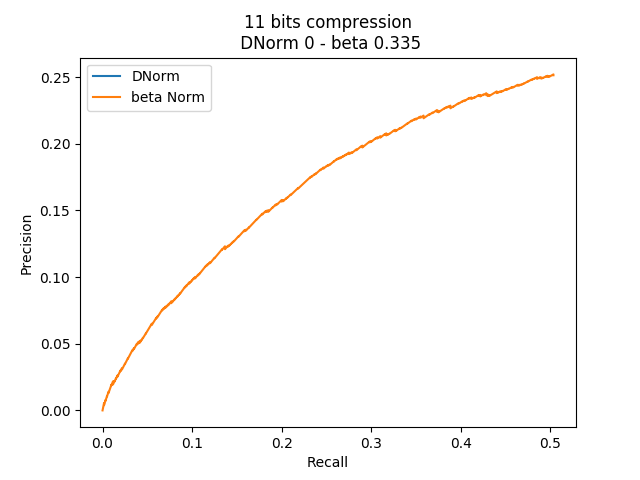 11 bits compression
DNorm 0 - beta 0.335
DNorm
beta Norm
Precision
0.25
0.20
0.15
0.10
0.05
0.00
0.0 0.1 0.2 0.3 0.4 0.5
Recall